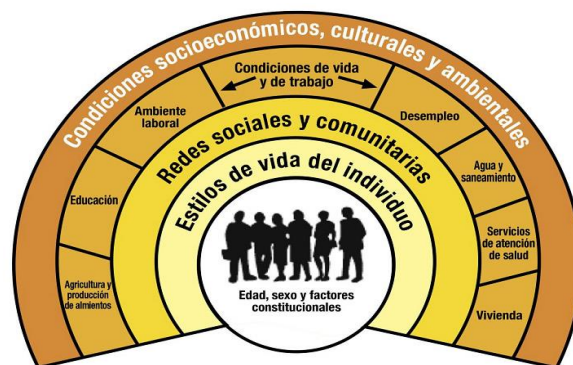 Condiciones socioeconómicos, culturales y ambientales
Condiciones de vida
y de trabajo
Ambiente
laboral
Desempleo
Educación
Agua y
saneamiento
Servicios
de atención
de salud
Agricultura y
producción
de almientos
Vivienda
Redes sociales y comunitarias
Estilos de vida del individuo
Edad, sexo y factores
constitucionales